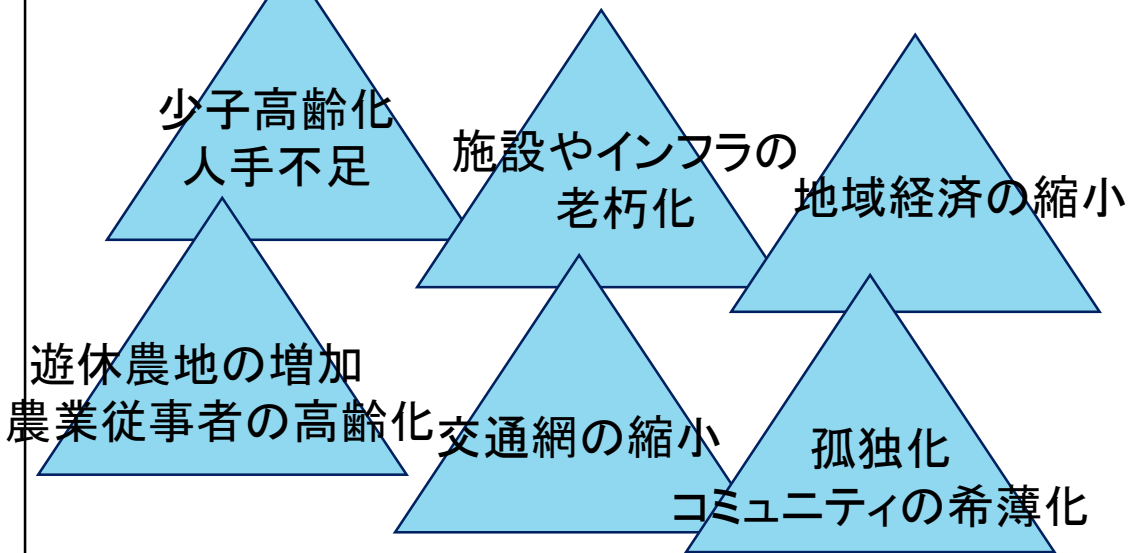 少子高齢化
人手不足
施設やインフラの
老朽化
地域経済の縮小
遊休農地の増加
農業従事者の高齢化
交通網の縮小
孤独化
コミュニティの希薄化